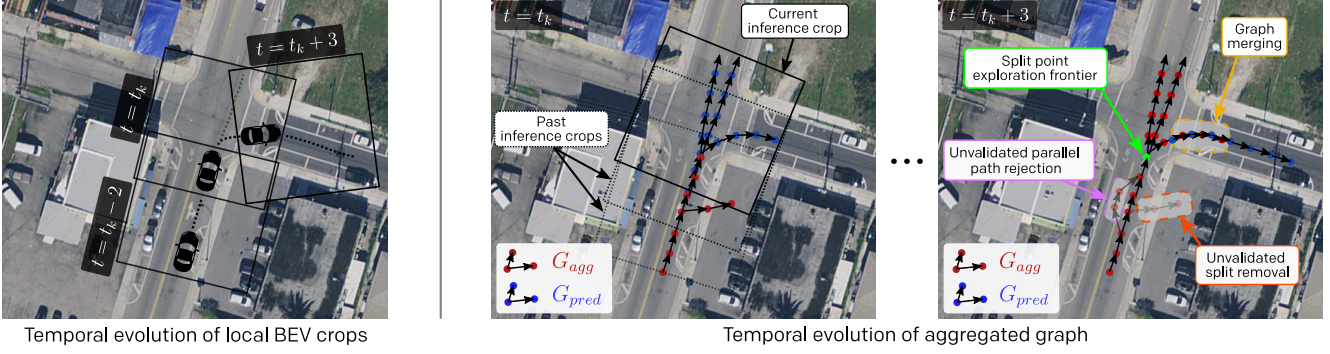 t = t_k + 3
t = t_k
t = t_k − 2
Temporal evolution of local BEV crops
t = t_k
Current
inference crop
Past
inference crops
G_agg
G_pred
...
t = t_k + 3
Graph
merging
Split point
exploration frontier
Unvalidated parallel
path rejection
Unvalidated
split removal
G_agg
G_pred
Temporal evolution of aggregated graph